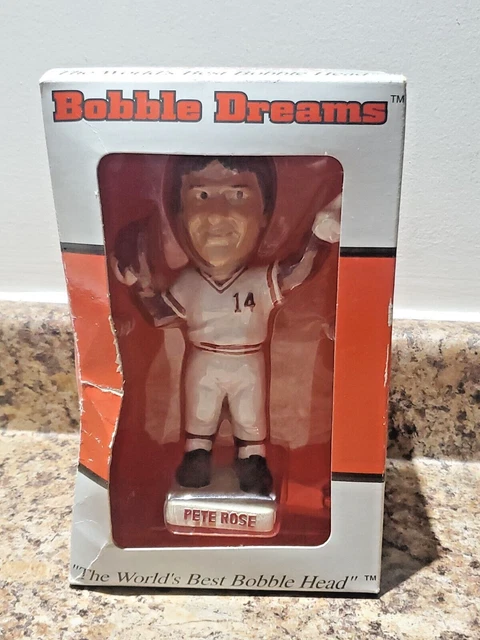 "The World's Best Bobble Head"
Bobble Dreams™
14
PETE ROSE
"The World's Best Bobble Head" ™